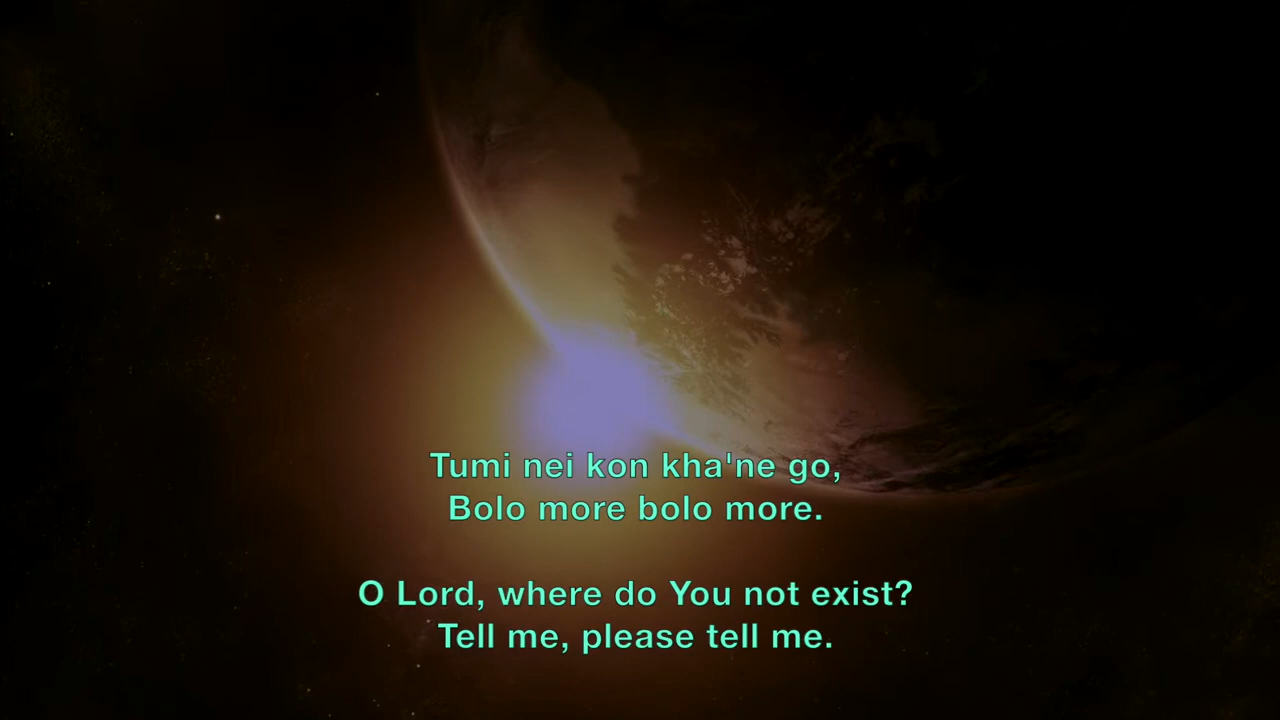 Tumi nei kon kha'ne go,
Bolo more bolo more.
O Lord, where do You not exist?
Tell me, please tell me.